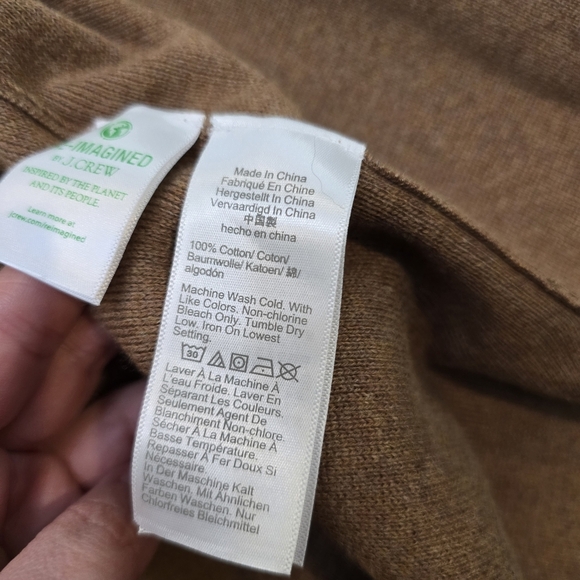 E-IMAGINED
BY J.CREW
INSPIRED BY THE PLANET
AND ITS PEOPLE
Learn more at
jcrew.com/reimagined
Made In China
Fabriqué En Chine
Hergestellt In China
Vervaardigd In China
中国製
hecho en china
100% Cotton/ Coton/
Baumwolle/ Katoen/ 綿/
algodón
Machine Wash Cold. With
Like Colors. Non-chlorine
Bleach Only. Tumble Dry
Low. Iron On Lowest
Setting.
30
Laver À La Machine À
L'eau Froide. Laver En
Séparant Les Couleurs.
Seulement Agent De
Blanchiment Non-chlore.
Sécher À La Machine À
Basse Température.
Repasser À Fer Doux Si
Nécessaire.
In Der Maschine Kalt
Waschen. Mit Ähnlichen
Farben Waschen. Nur
Chlorfreies Bleichmittel